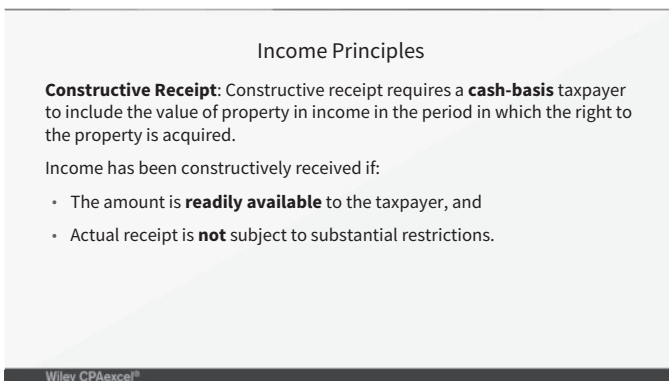 Income Principles
Constructive Receipt: Constructive receipt requires a cash-basis taxpayer
to include the value of property in income in the period in which the right to
the property is acquired.
Income has been constructively received if:
• The amount is readily available to the taxpayer, and
• Actual receipt is not subject to substantial restrictions.
Wiley CPAexcel®